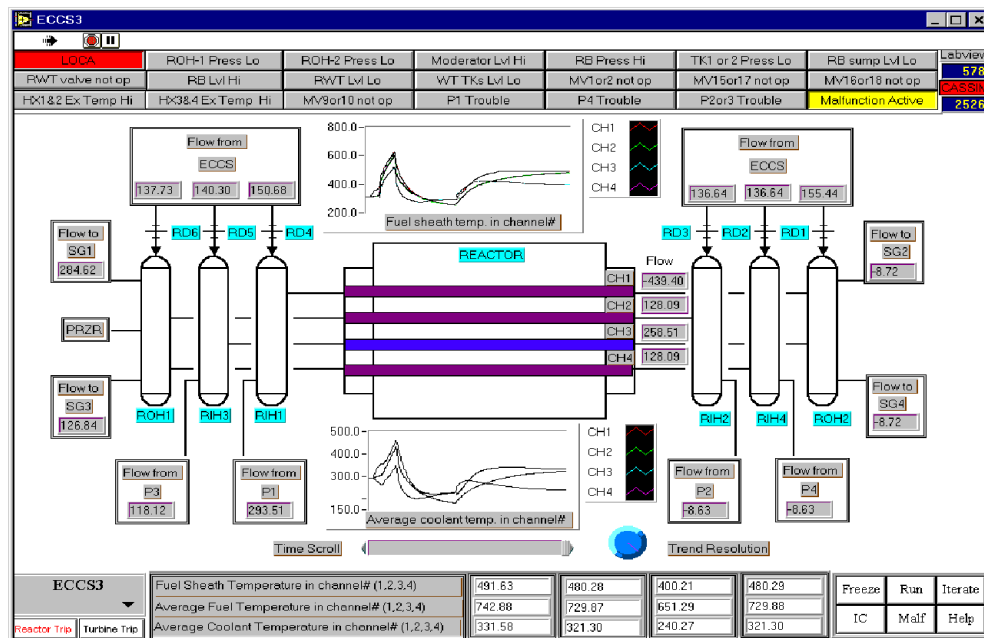 ECCS3
LOCA ROH-1 Press Lo ROH-2 Press Lo Moderator Lvl Hi RB Press Hi TK1 or 2 Press Lo RB sump Lvl Lo Labview
RWT valve not op RB Lvl Hi RWT Lvl Lo WT TKs Lvl Lo MV1or2 not op MV15or17 not op MV16or18 not op 578
CASSIM
HX1&2 Ex Temp Hi HX3&4 Ex Temp Hi MV9or10 not op P1 Trouble P4 Trouble P2or3 Trouble Malfunction Active 2526
Flow from
ECCS
137.73 140.30 150.68
800.0
600.0
400.0
200.0
Fuel sheath temp. in channel#
CH1
CH2
CH3
CH4
Flow from
ECCS
136.64 136.64 155.44
Flow to
SG1
284.62
RD6 RD5 RD4
RD3 RD2 RD1
Flow to
SG2
-8.72
REACTOR
Flow
CH1 -439.40
CH2 128.09
CH3 258.51
CH4 128.09
PRZR
Flow to
SG3
126.84
ROH1 RIH3 RIH1
RIH2 RIH4 ROH2
Flow to
SG4
-8.72
Flow from
P3
118.12
Flow from
P1
293.51
500.0
400.0
300.0
150.0
Average coolant temp. in channel#
CH1
CH2
CH3
CH4
Flow from
P2
-8.63
Flow from
P4
-8.63
Time Scroll
Trend Resolution
ECCS3
Reactor Trip Turbine Trip
Fuel Sheath Temperature in channel# (1,2,3,4) 491.63 480.28 400.21 480.29
Average Fuel Temperature in channel# (1,2,3,4) 742.88 729.87 651.29 729.88
Average Coolant Temperature in channel# (1,2,3,4) 331.58 321.30 240.27 321.30
Freeze Run Iterate
IC Malf Help